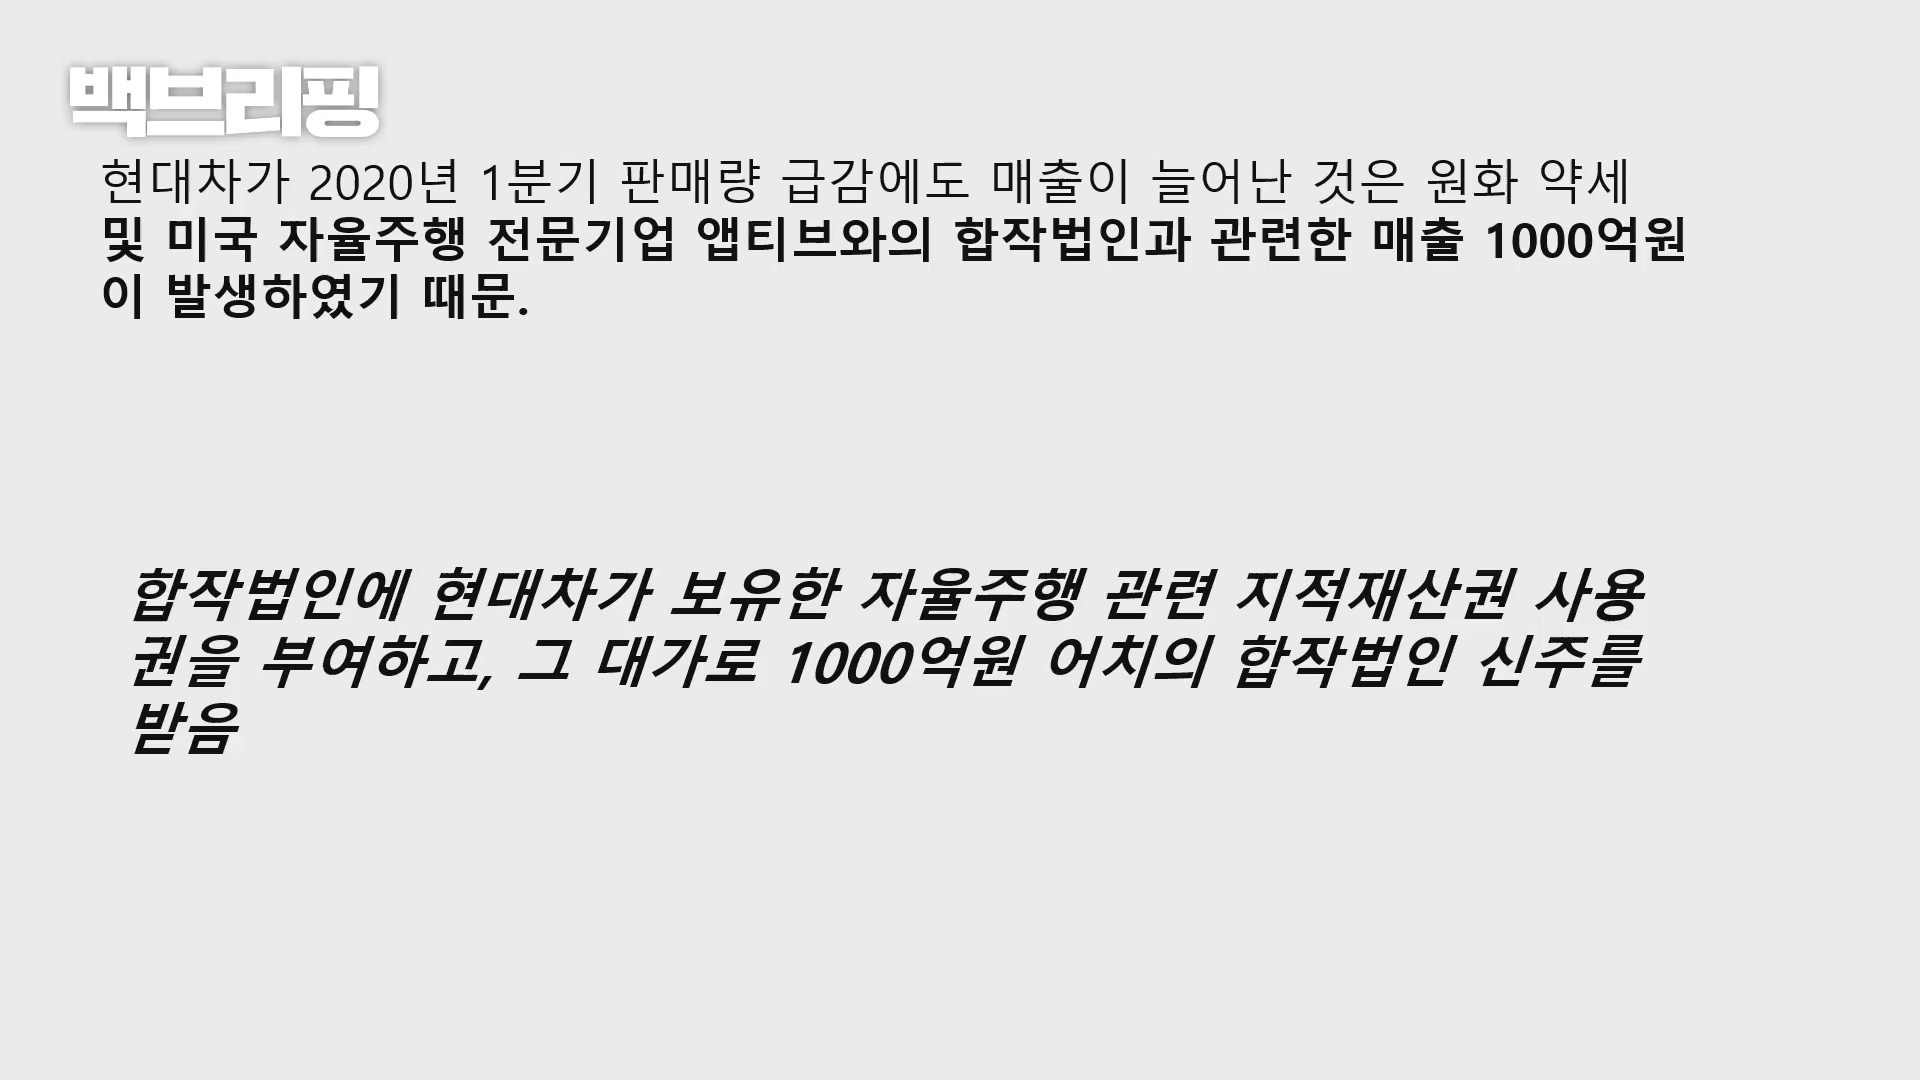 백브리핑
현대차가 2020년 1분기 판매량 급감에도 매출이 늘어난 것은 원화 약세
및 미국 자율주행 전문기업 앱티브와의 합작법인과 관련한 매출 1000억원
이 발생하였기 때문.
합작법인에 현대차가 보유한 자율주행 관련 지적재산권 사용
권을 부여하고, 그 대가로 1000억원 어치의 합작법인 신주를
받음